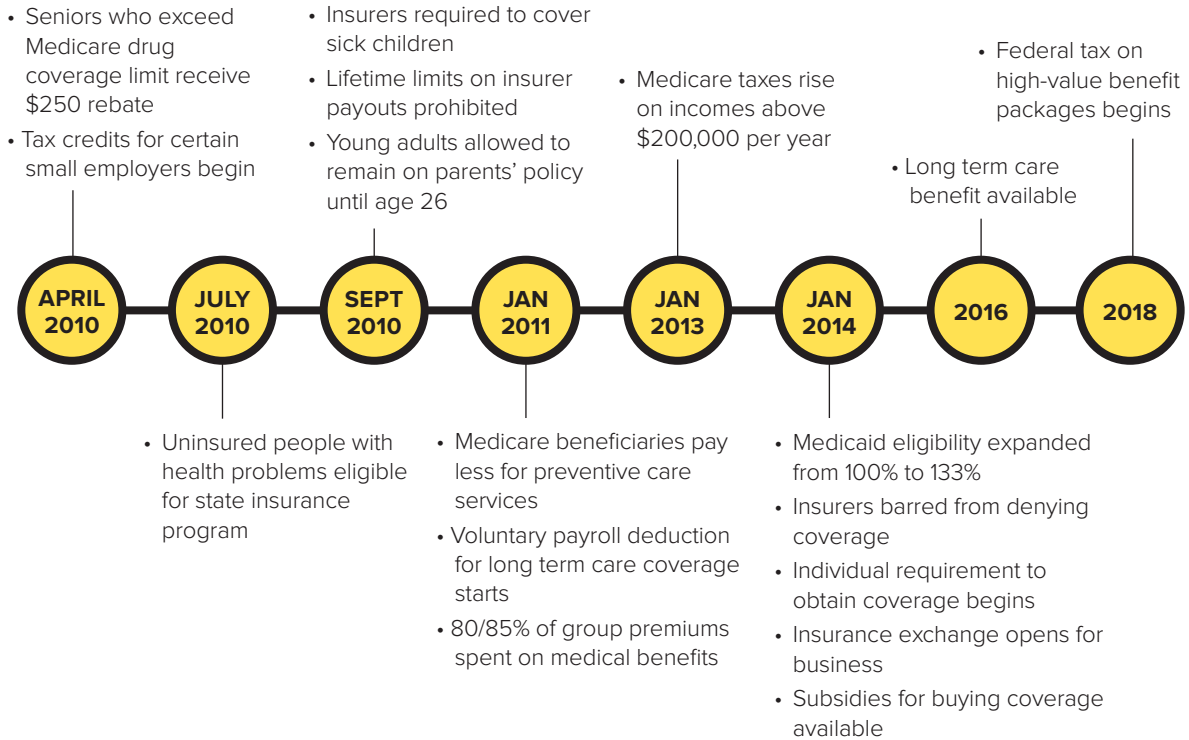 • Seniors who exceed
Medicare drug
coverage limit receive
$250 rebate
• Tax credits for certain
small employers begin
• Insurers required to cover
sick children
• Lifetime limits on insurer
payouts prohibited
• Young adults allowed to
remain on parents' policy
until age 26
• Medicare taxes rise
on incomes above
$200,000 per year
• Long term care
benefit available
• Federal tax on
high-value benefit
packages begins
APRIL
2010
JULY
2010
SEPT
2010
JAN
2011
JAN
2013
JAN
2014
2016
2018
• Uninsured people with
health problems eligible
for state insurance
program
• Medicare beneficiaries pay
less for preventive care
services
• Voluntary payroll deduction
for long term care coverage
starts
• 80/85% of group premiums
spent on medical benefits
• Medicaid eligibility expanded
from 100% to 133%
• Insurers barred from denying
coverage
• Individual requirement to
obtain coverage begins
• Insurance exchange opens for
business
• Subsidies for buying coverage
available